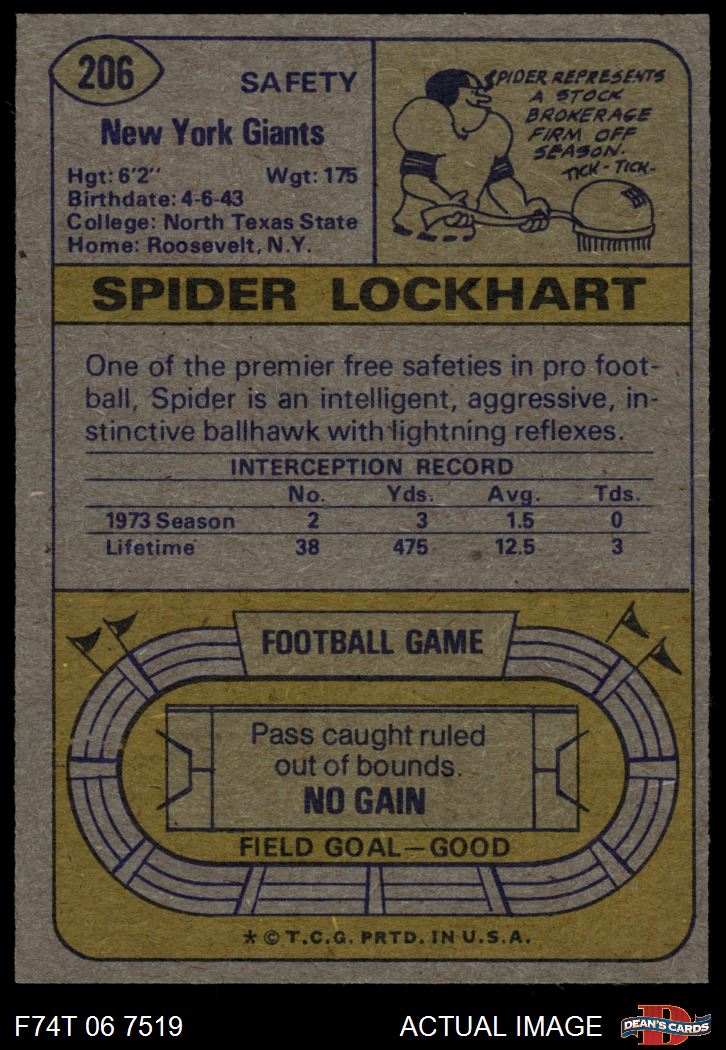 206
SAFETY
New York Giants
Hgt: 6'2"  Wgt: 175
Birthdate: 4-6-43
College: North Texas State
Home: Roosevelt, N.Y.
SPIDER REPRESENTS
A STOCK
BROKERAGE
FIRM OFF
SEASON.
TICK-TICK-
SPIDER LOCKHART
One of the premier free safeties in pro foot-
ball, Spider is an intelligent, aggressive, in-
stinctive ballhawk with lightning reflexes.
INTERCEPTION RECORD
No. Yds. Avg. Tds.
1973 Season 2 3 1.5 0
Lifetime 38 475 12.5 3
FOOTBALL GAME
Pass caught ruled
out of bounds.
NO GAIN
FIELD GOAL—GOOD
* © T.C.G. PRTD. IN U.S.A.
F74T 06 7519 ACTUAL IMAGE D DEAN'S CARDS